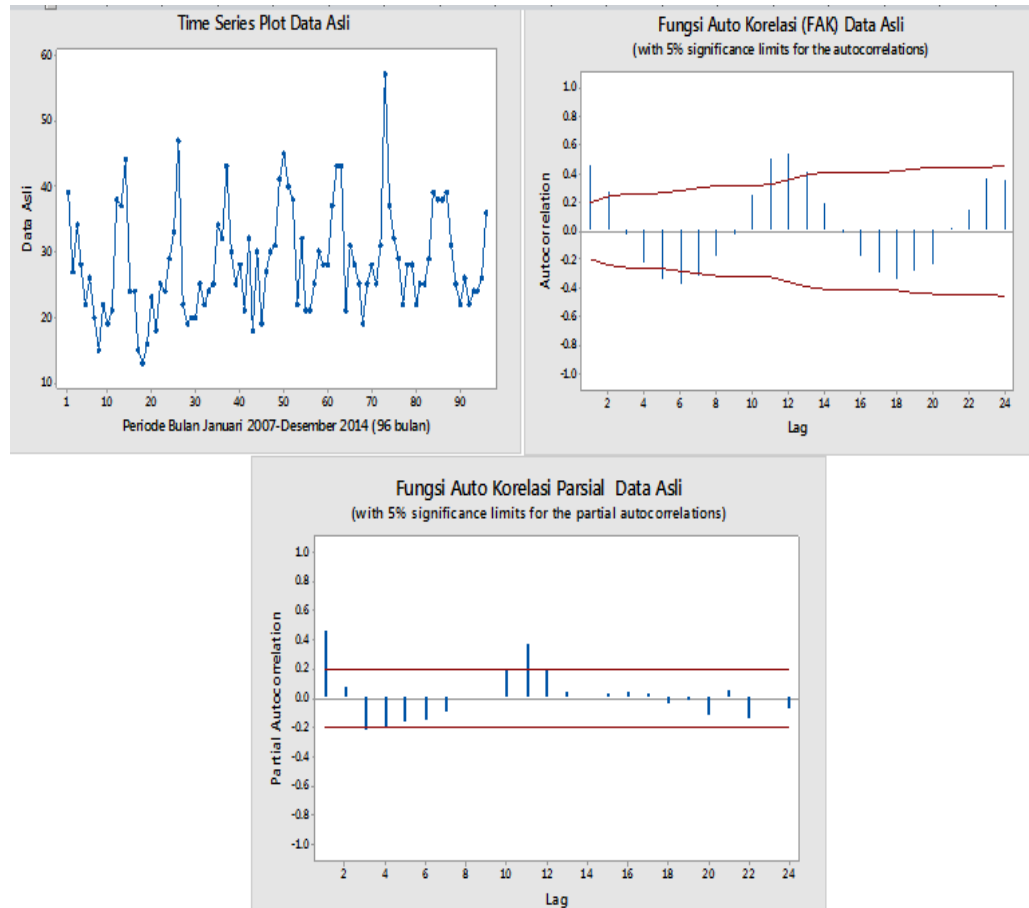 Time Series Plot Data Asli
Data Asli
60
50
40
30
20
10
1 10 20 30 40 50 60 70 80 90
Periode Bulan Januari 2007-Desember 2014 (96 bulan)
Fungsi Auto Korelasi (FAK) Data Asli
(with 5% significance limits for the autocorrelations)
Autocorrelation
1.0
0.8
0.6
0.4
0.2
0.0
-0.2
-0.4
-0.6
-0.8
-1.0
2 4 6 8 10 12 14 16 18 20 22 24
Lag
Fungsi Auto Korelasi Parsial Data Asli
(with 5% significance limits for the partial autocorrelations)
Partial Autocorrelation
1.0
0.8
0.6
0.4
0.2
0.0
-0.2
-0.4
-0.6
-0.8
-1.0
2 4 6 8 10 12 14 16 18 20 22 24
Lag